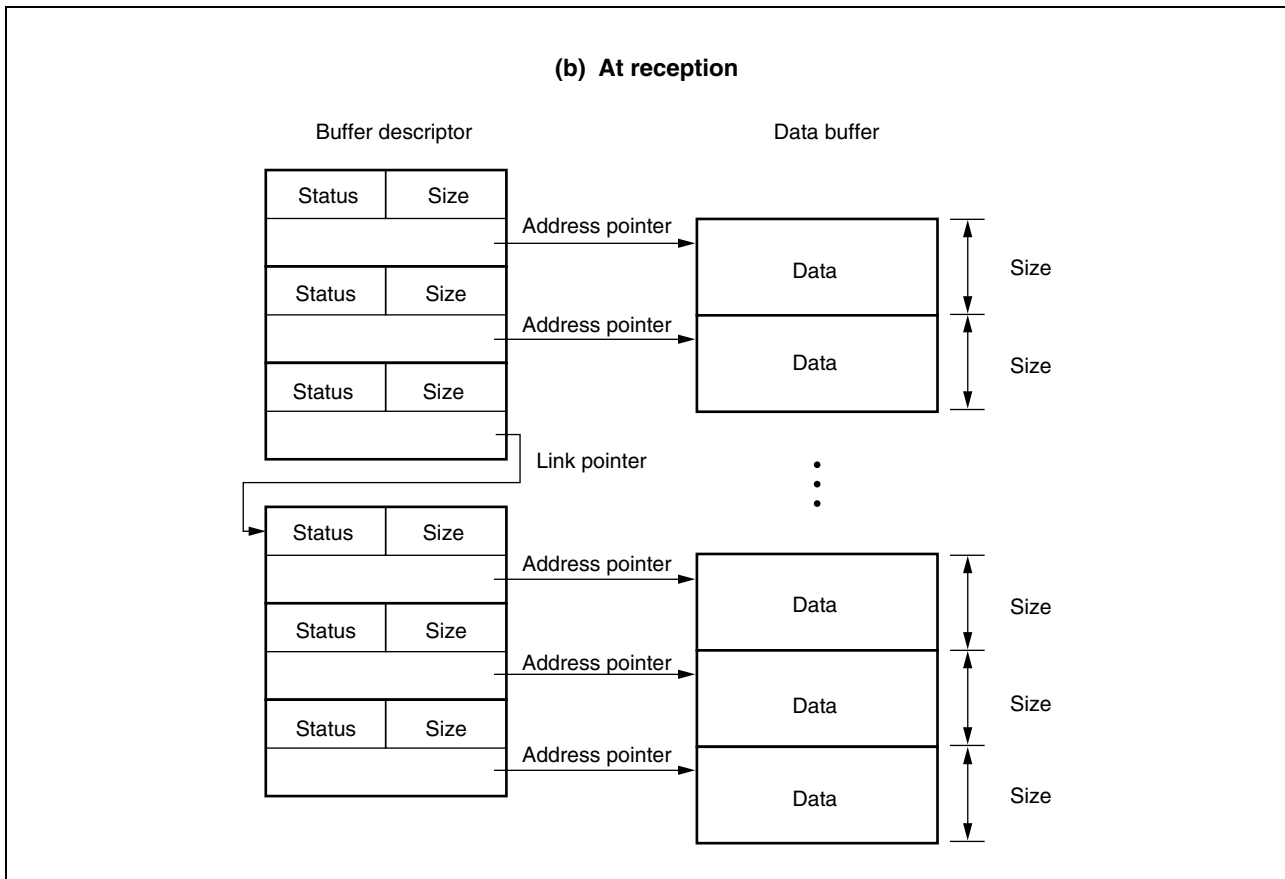 (b) At reception
Buffer descriptor
Data buffer
Status
Size
Address pointer
Data
Size
Status
Size
Address pointer
Data
Size
Status
Size
Link pointer
Status
Size
Address pointer
Data
Size
Status
Size
Address pointer
Data
Size
Status
Size
Address pointer
Data
Size